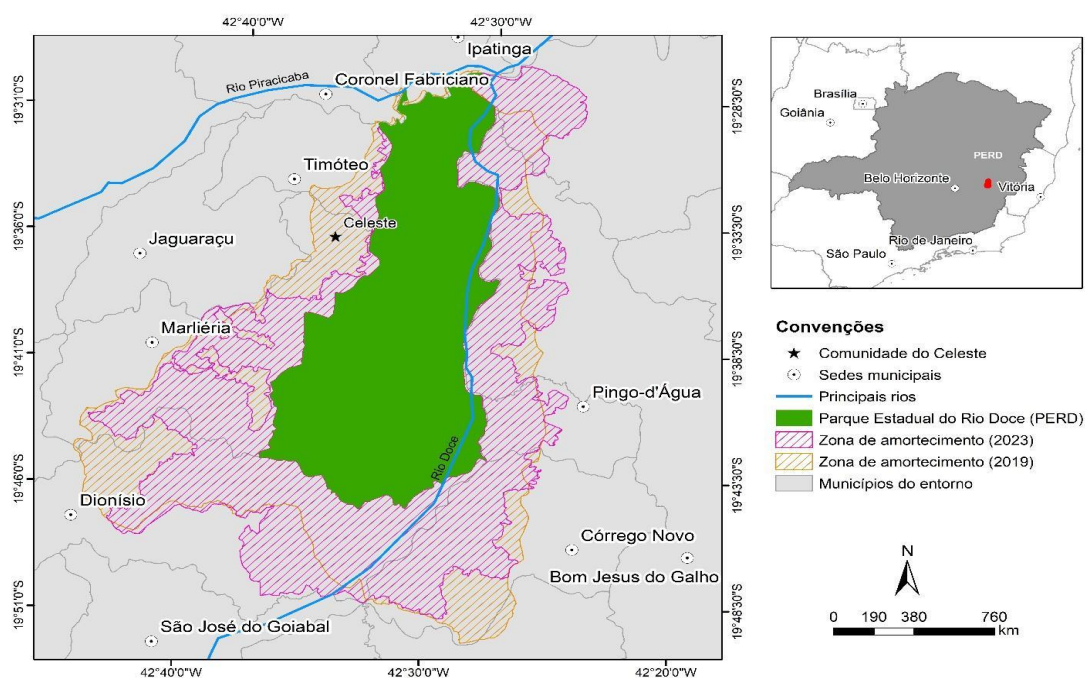 42°40'0"W
42°30'0"W
Ipatinga
Rio Piracicaba
Coronel Fabriciano
19°31'0"S
19°28'30"S
Timóteo
Celeste
19°36'0"S
19°33'30"S
Jaguaraçu
Marliéria
19°41'0"S
19°38'30"S
Pingo-d'Água
Rio Doce
19°46'0"S
19°43'30"S
Dionísio
Córrego Novo
Bom Jesus do Galho
19°51'0"S
19°48'30"S
São José do Goiabal
42°40'0"W
42°30'0"W
42°20'0"W
Brasília
Goiânia
PERD
Belo Horizonte
Vitória
Rio de Janeiro
São Paulo
Convenções
Comunidade do Celeste
Sedes municipais
Principais rios
Parque Estadual do Rio Doce (PERD)
Zona de amortecimento (2023)
Zona de amortecimento (2019)
Municípios do entorno
N
0 190 380 760
km